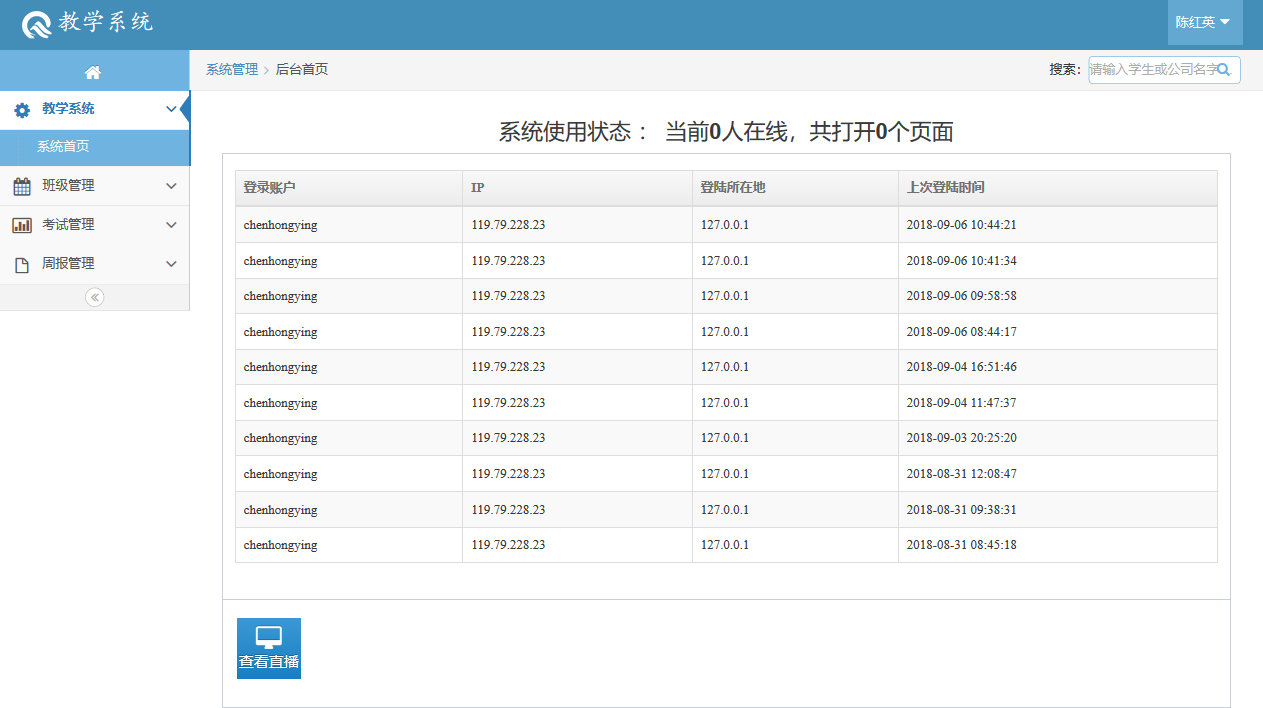 教学系统
陈红英
系统管理 > 后台首页
搜索：
请输入学生或公司名字
教学系统
系统首页
班级管理
考试管理
周报管理
系统使用状态： 当前0人在线，共打开0个页面
登录账户 IP 登陆所在地 上次登陆时间
chenhongying 119.79.228.23 127.0.0.1 2018-09-06 10:44:21
chenhongying 119.79.228.23 127.0.0.1 2018-09-06 10:41:34
chenhongying 119.79.228.23 127.0.0.1 2018-09-06 09:58:58
chenhongying 119.79.228.23 127.0.0.1 2018-09-06 08:44:17
chenhongying 119.79.228.23 127.0.0.1 2018-09-04 16:51:46
chenhongying 119.79.228.23 127.0.0.1 2018-09-04 11:47:37
chenhongying 119.79.228.23 127.0.0.1 2018-09-03 20:25:20
chenhongying 119.79.228.23 127.0.0.1 2018-08-31 12:08:47
chenhongying 119.79.228.23 127.0.0.1 2018-08-31 09:38:31
chenhongying 119.79.228.23 127.0.0.1 2018-08-31 08:45:18
查看直播